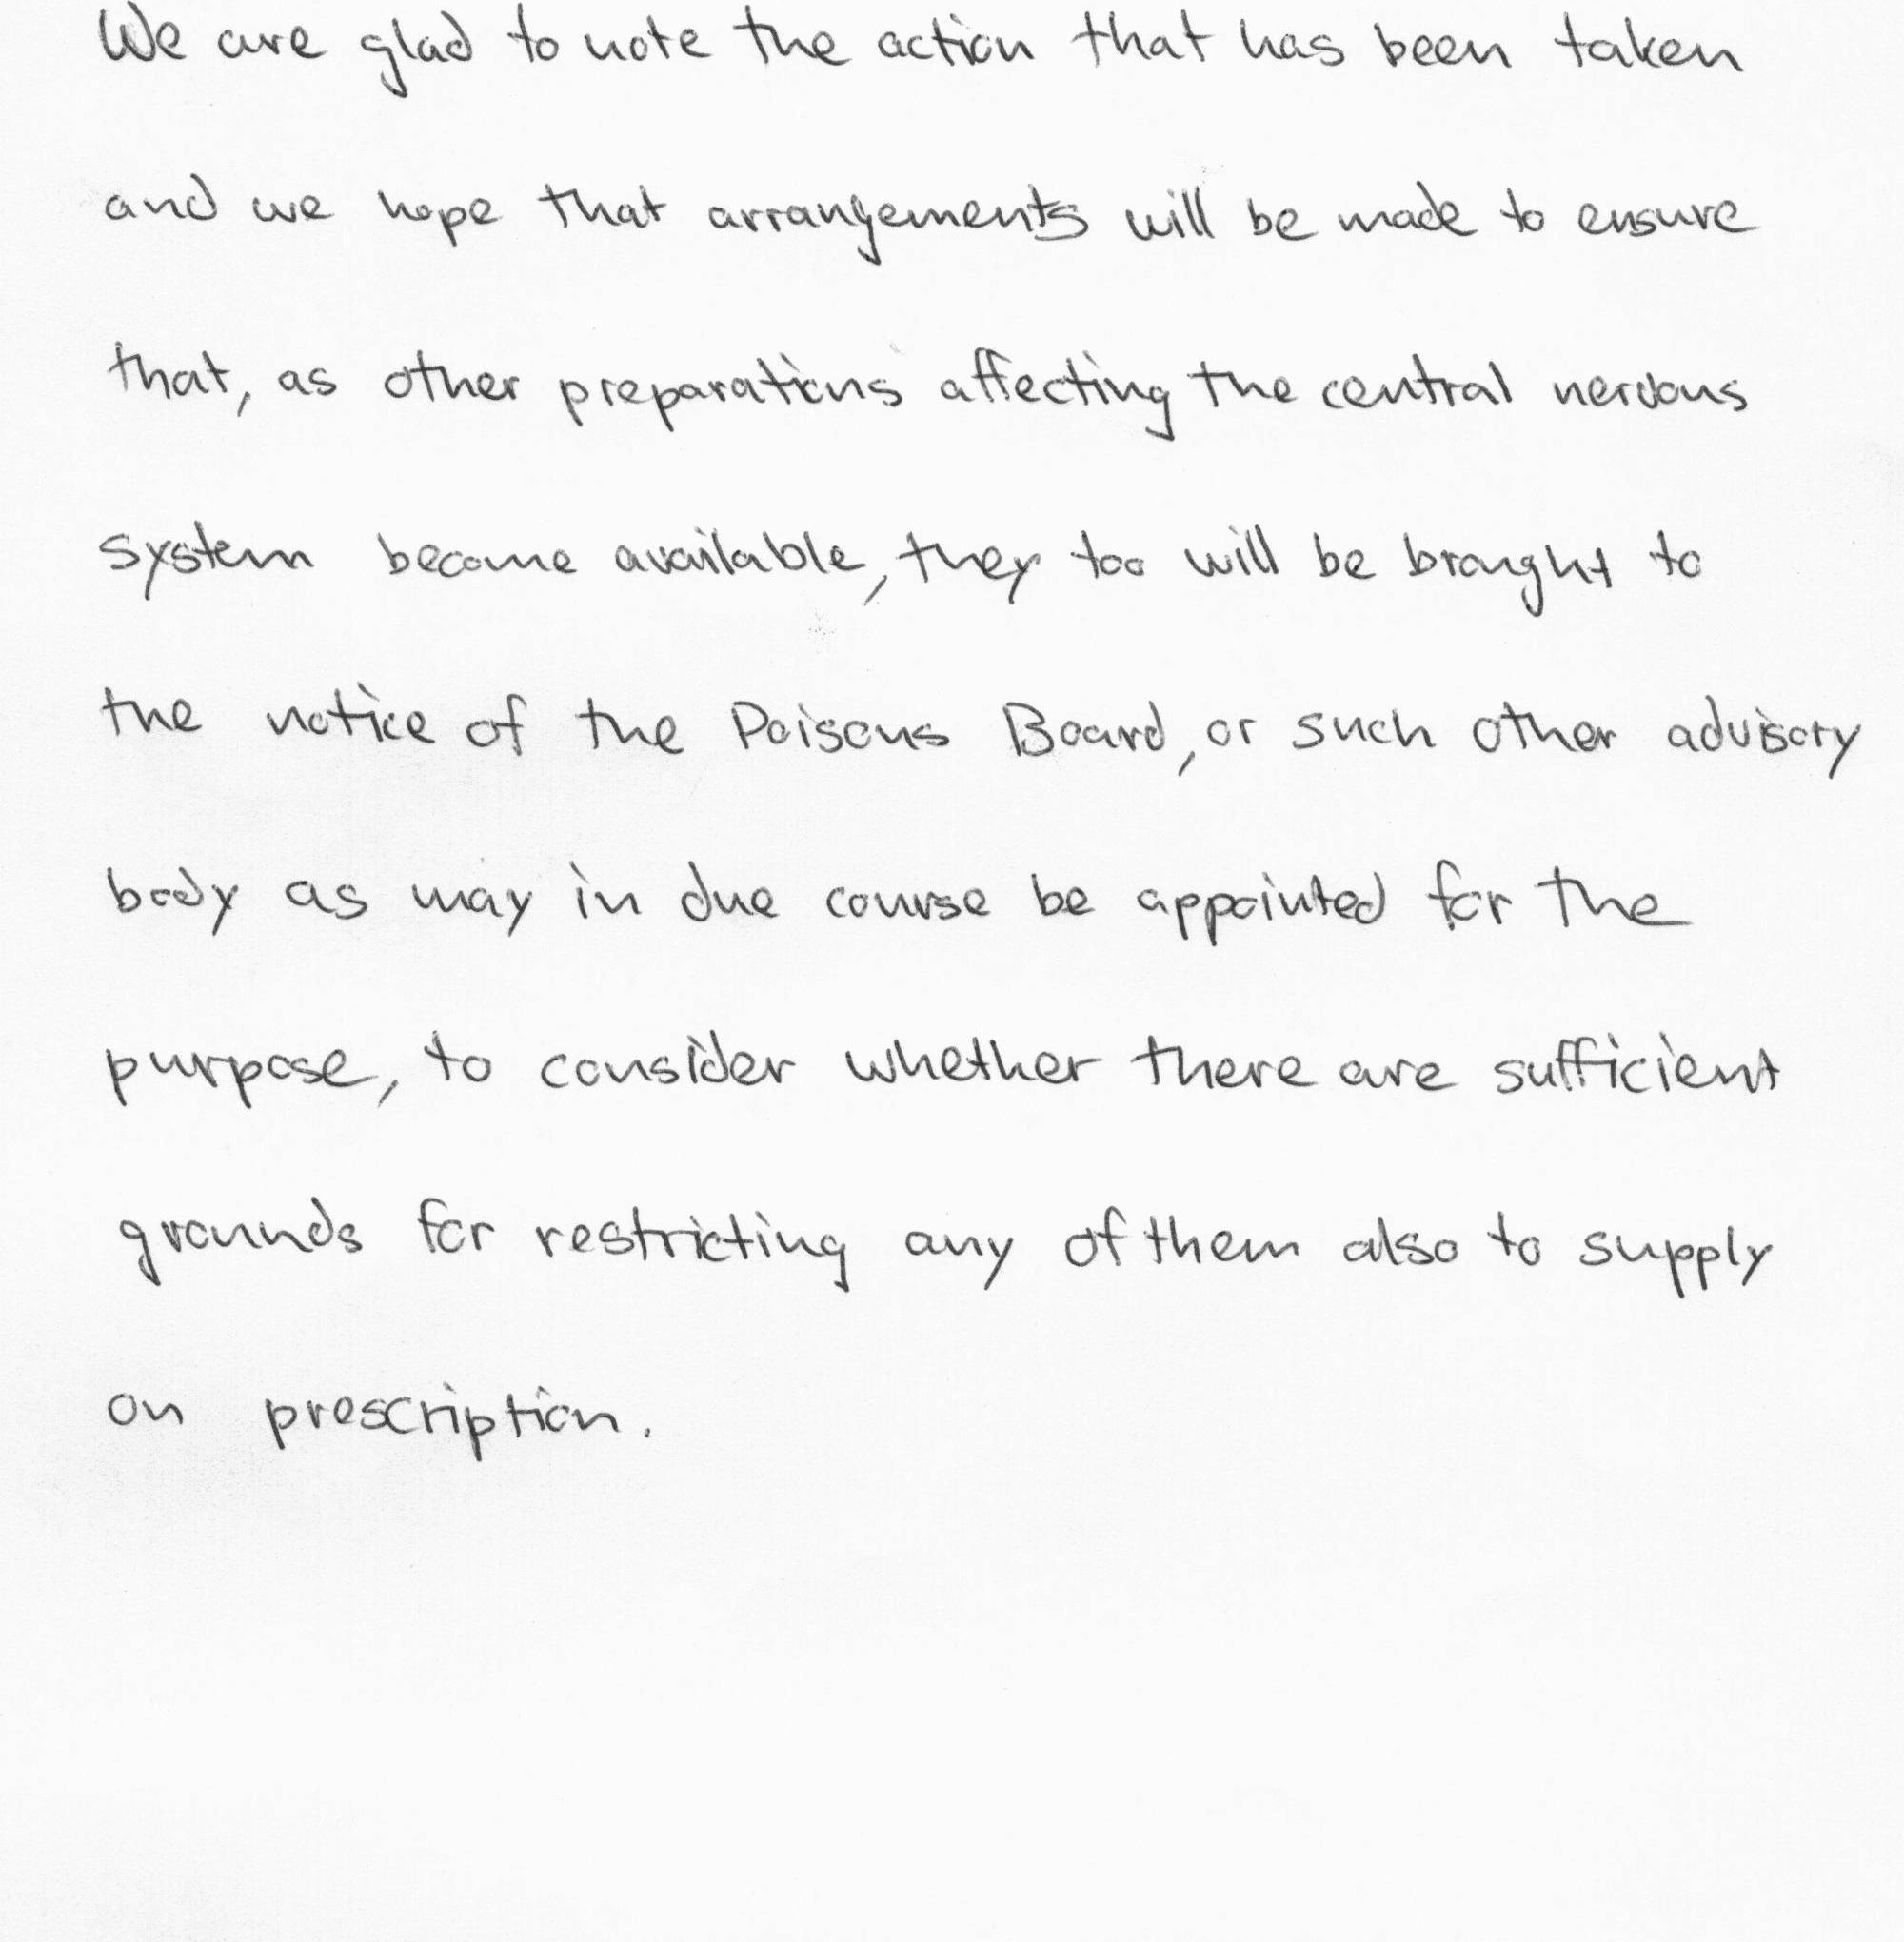 We are glad to note the action that has been taken
and we hope that arrangements will be made to ensure
that, as other preparations affecting the central nervous
system become available, they too will be brought to
the notice of the Poisons Board, or such other advisory
body as may in due course be appointed for the
purpose, to consider whether there are sufficient
grounds for restricting any of them also to supply
on prescription.